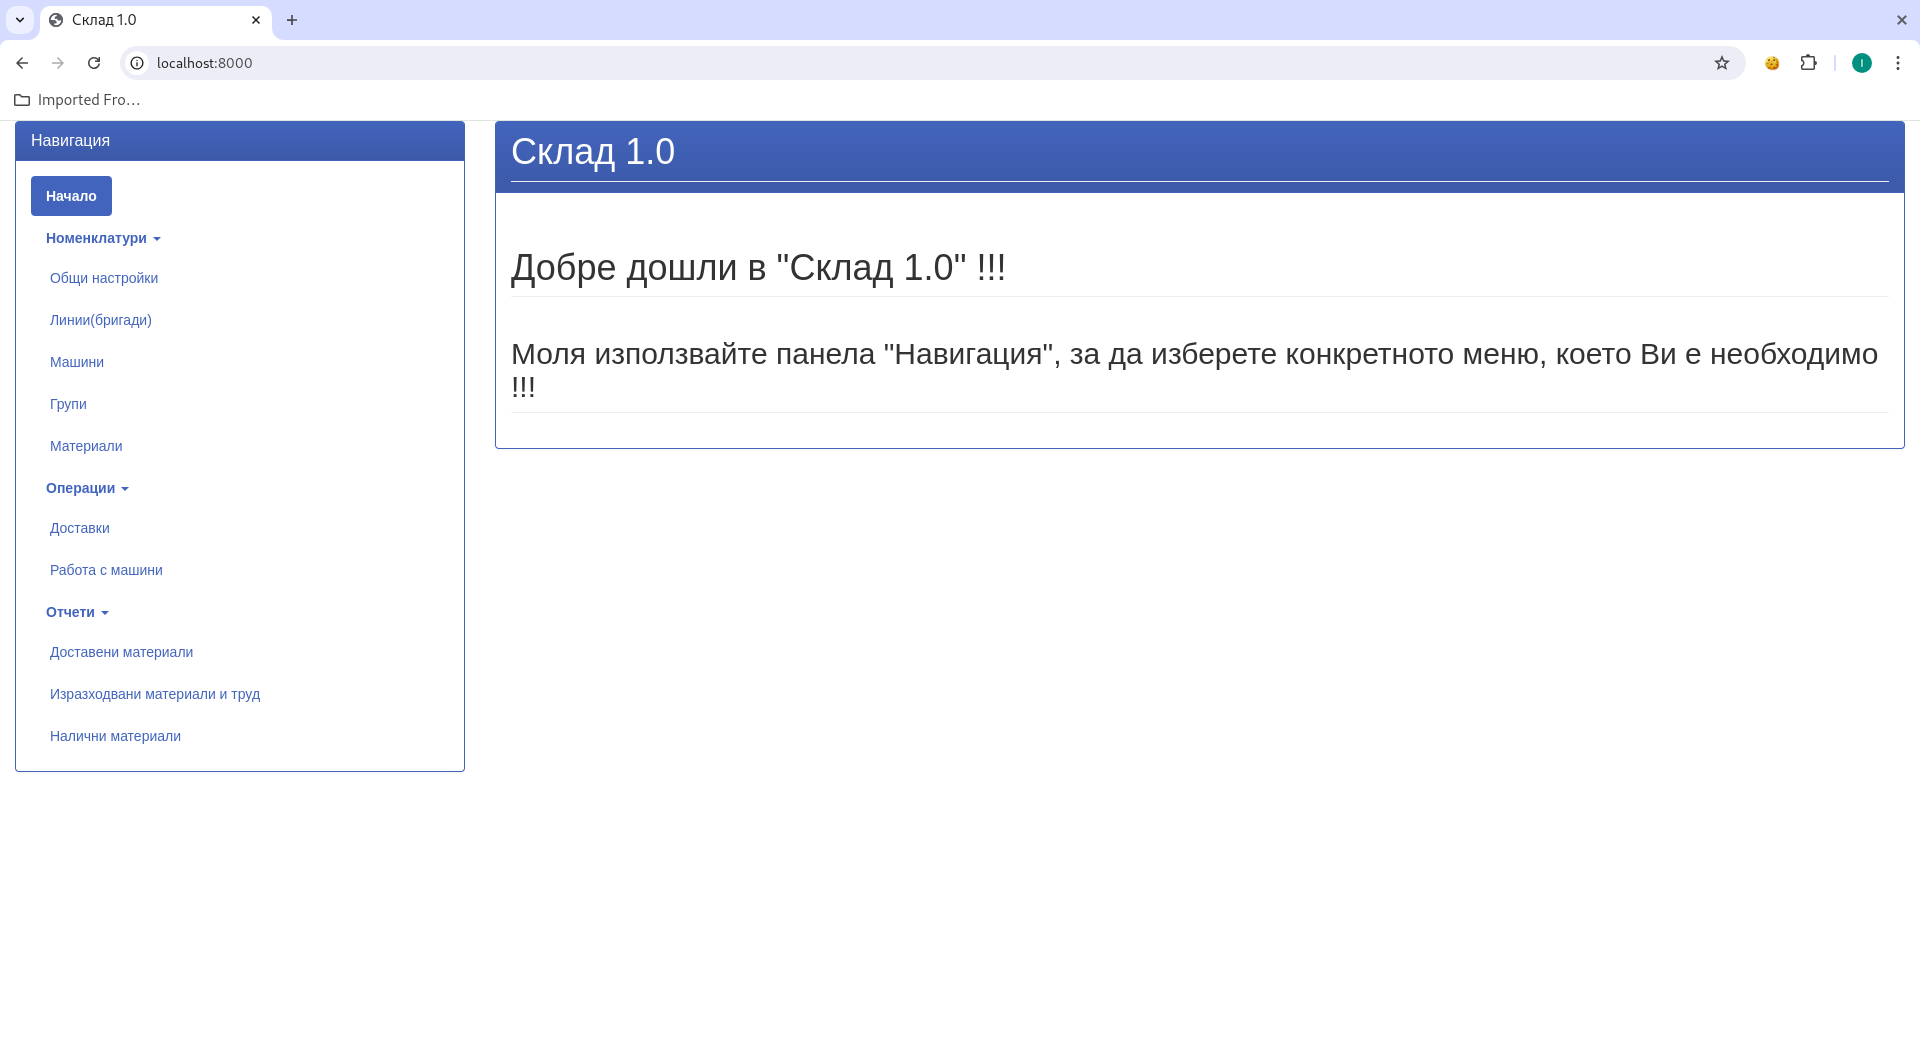 Склад 1.0
localhost:8000
I
Imported Fro…
Навигация
Начало
Номенклатури
Общи настройки
Линии(бригади)
Машини
Групи
Материали
Операции
Доставки
Работа с машини
Отчети
Доставени материали
Изразходвани материали и труд
Налични материали
Склад 1.0
Добре дошли в "Склад 1.0" !!!
Моля използвайте панела "Навигация", за да изберете конкретното меню, което Ви е необходимо
!!!